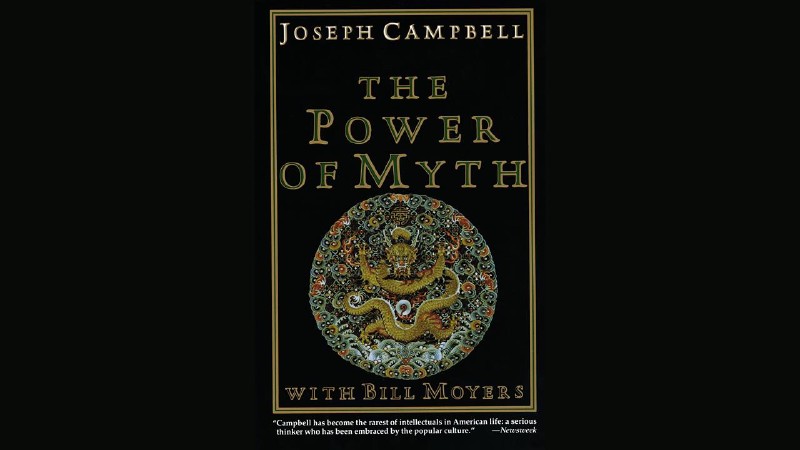 JOSEPH CAMPBELL
THE
POWER
OF MYTH
WITH BILL MOYERS
“Campbell has become the rarest of intellectuals in American life: a serious
thinker who has been embraced by the popular culture.” —Newsweek